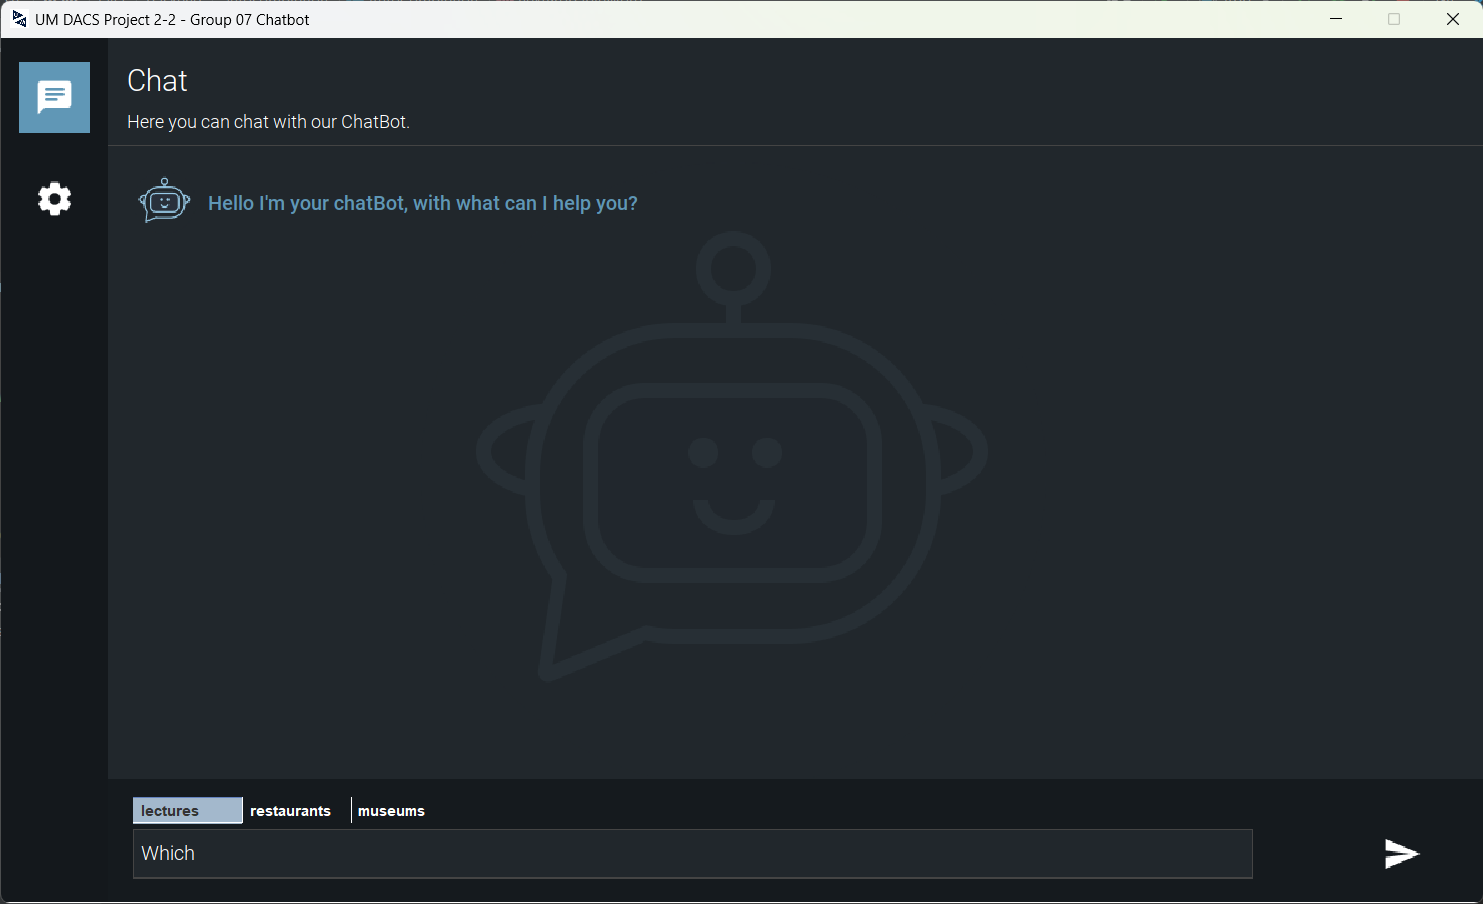 UM DACS Project 2-2 - Group 07 Chatbot
Chat
Here you can chat with our ChatBot.
Hello I'm your chatBot, with what can I help you?
lectures restaurants museums
Which